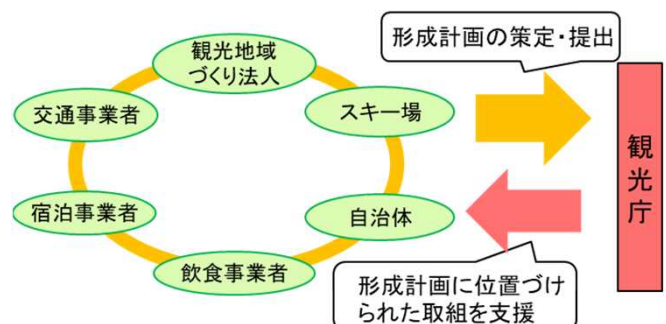 形成計画の策定・提出
観光地域
づくり法人
交通事業者
スキー場
観光庁
宿泊事業者
自治体
飲食事業者
形成計画に位置づけ
られた取組を支援